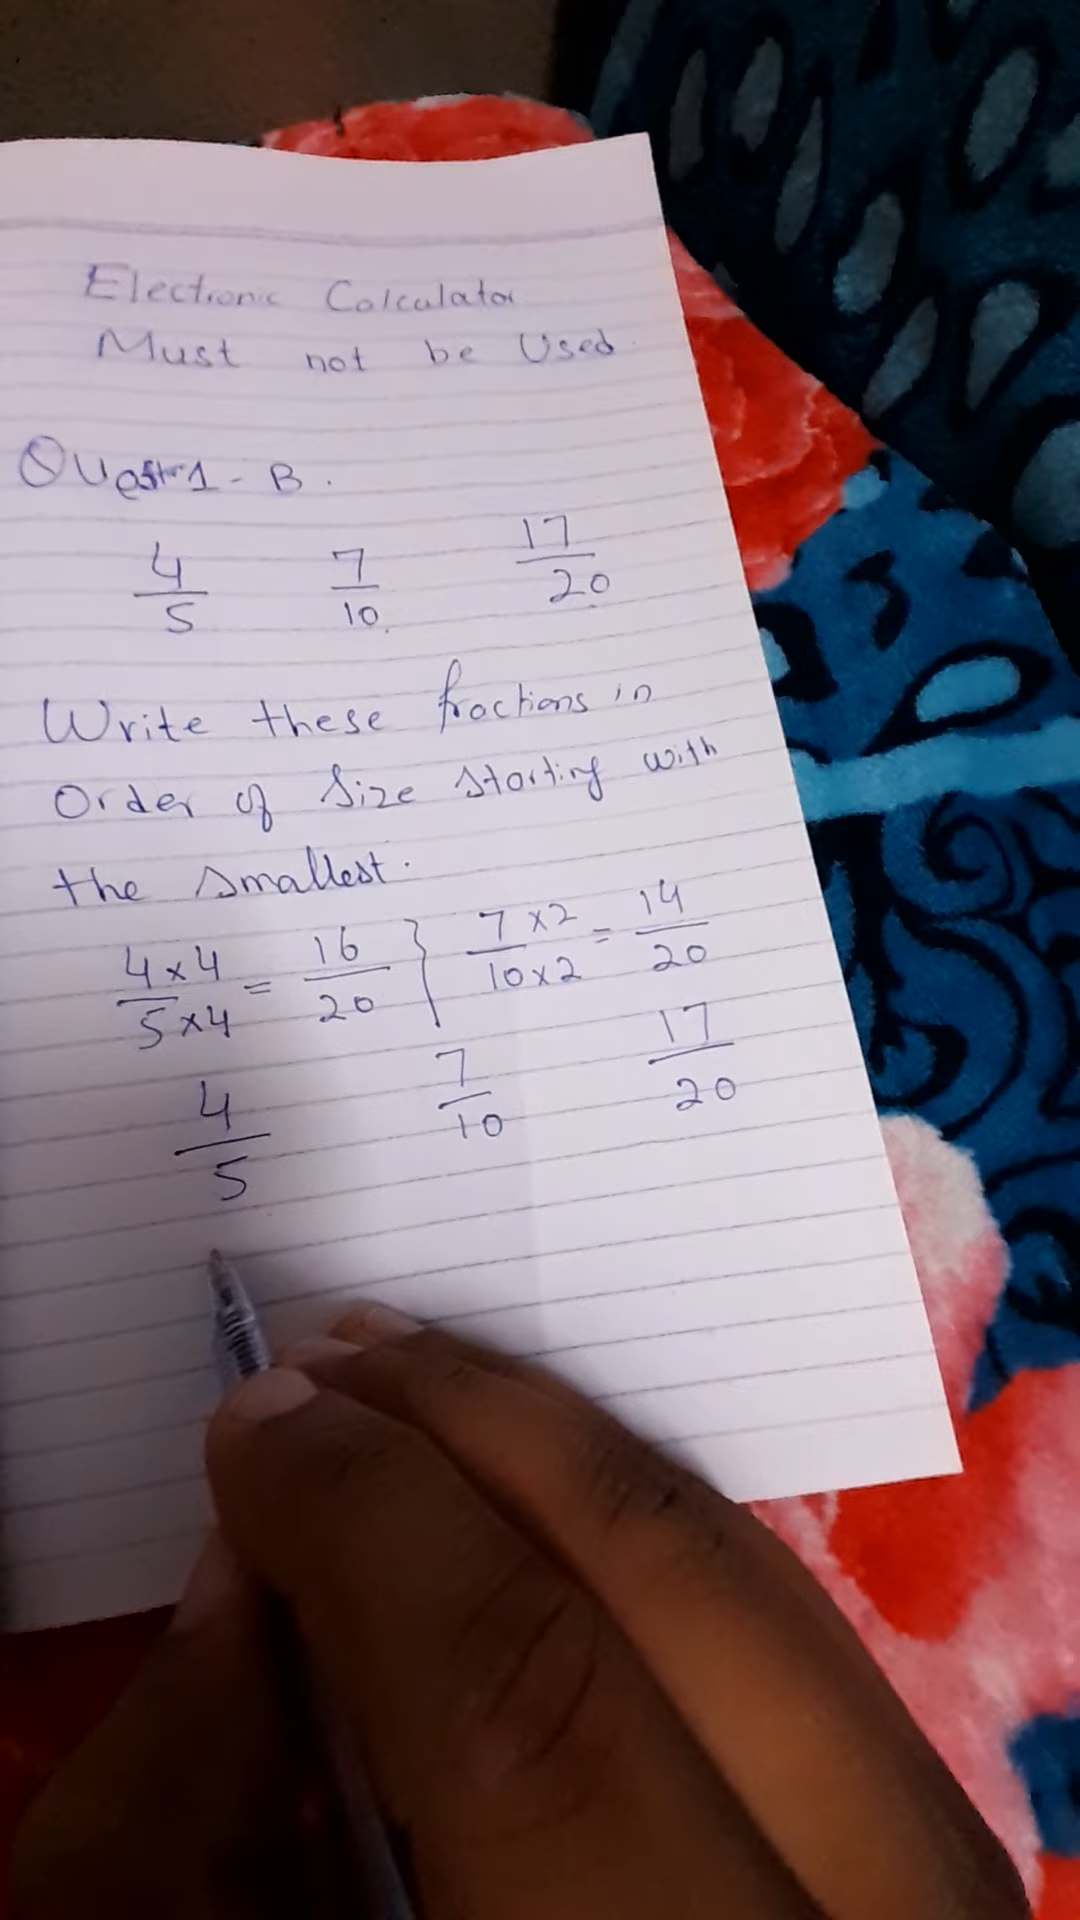 Electronic Calculator
Must not be Used.
Quest-1 - B.
4/5 7/10 17/20
Write these fractions in
Order of Size starting with
the smallest.
4×4/5×4 = 16/20 } 7×2/10×2 = 14/20
4/5 7/10 17/20